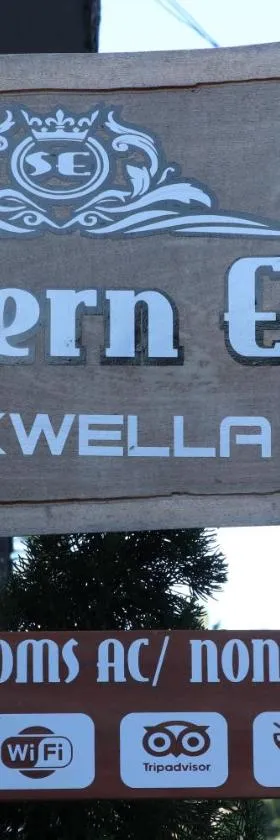 SE
ern E
KWELLA
OMS AC/ NON
WiFi
Tripadvisor